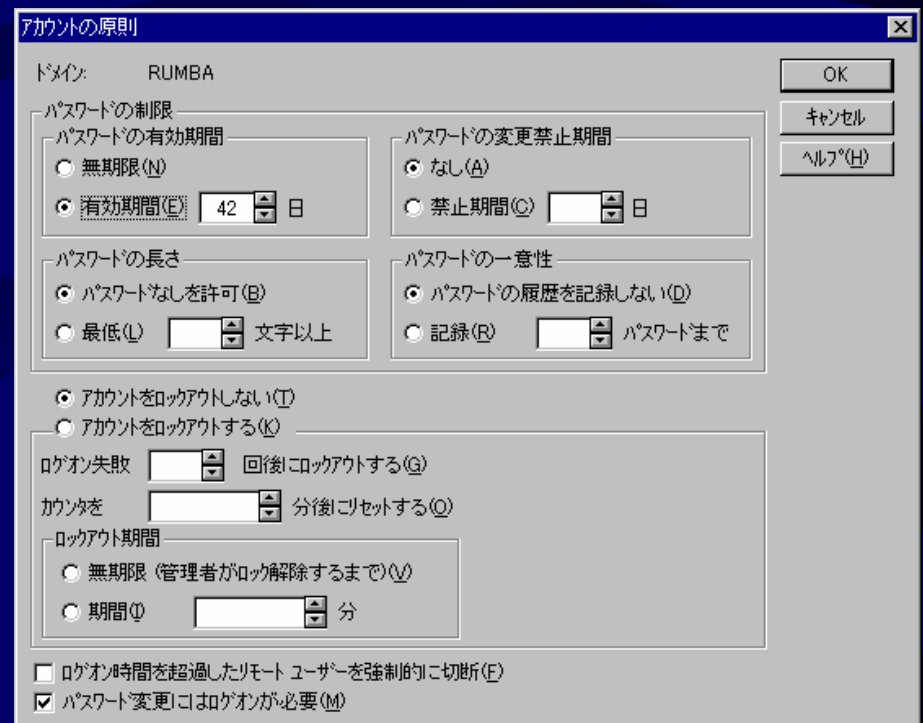 アカウントの原則
ドメイン: RUMBA
OK
キャンセル
ヘルプ(H)
パスワードの制限
パスワードの有効期間
無期限(N)
有効期間(E) 42 日
パスワードの変更禁止期間
なし(A)
禁止期間(C) 日
パスワードの長さ
パスワードなしを許可(B)
最低(L) 文字以上
パスワードの一意性
パスワードの履歴を記録しない(D)
記録(R) パスワードまで
アカウントをロックアウトしない(T)
アカウントをロックアウトする(K)
ログオン失敗 回後にロックアウトする(G)
カウンタを 分後にリセットする(O)
ロックアウト期間
無期限 (管理者がロック解除するまで)(V)
期間(I) 分
ログオン時間を超過したリモート ユーザーを強制的に切断(F)
パスワード変更にはログオンが必要(M)